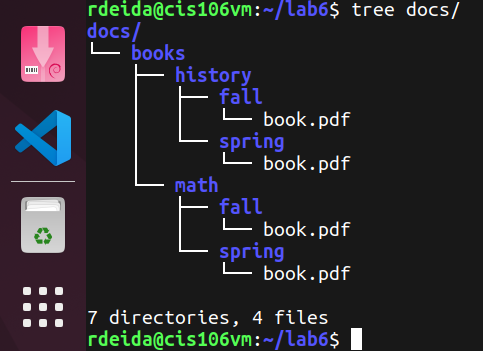 rdeida@cis106vm:~/lab6$ tree docs/
docs/
└── books
    ├── history
    │   ├── fall
    │   │   └── book.pdf
    │   └── spring
    │       └── book.pdf
    └── math
        ├── fall
        │   └── book.pdf
        └── spring
            └── book.pdf

7 directories, 4 files
rdeida@cis106vm:~/lab6$